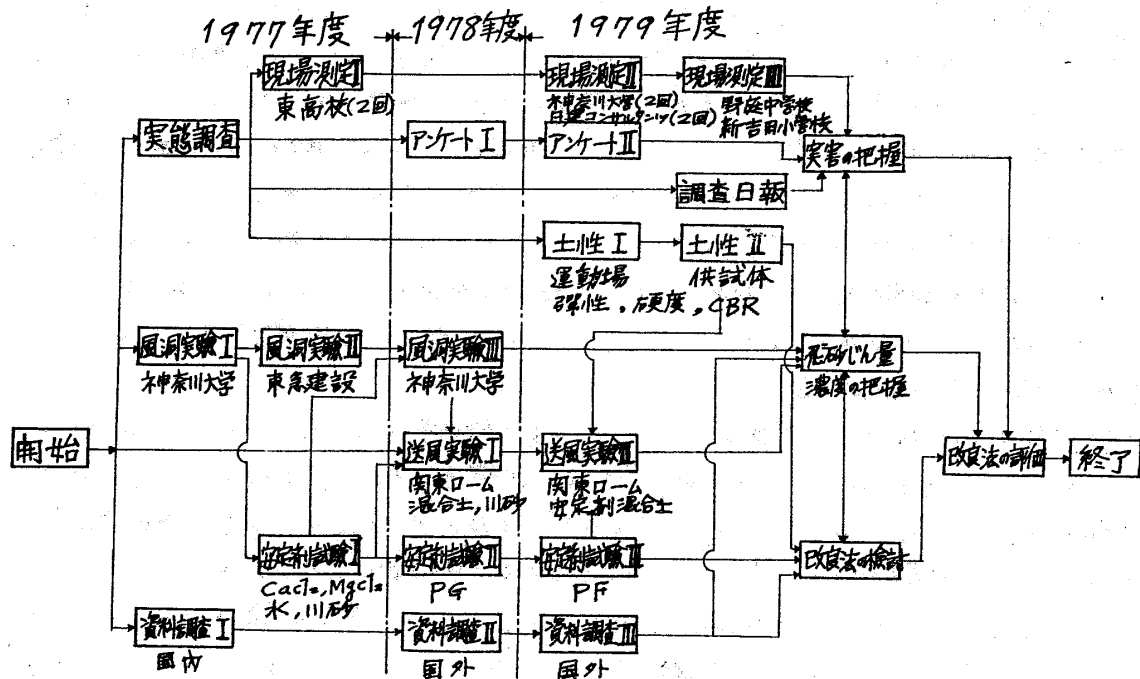 1977年度
1978年度
1979年度
現場測定Ⅰ
東高校(2回)
現場測定Ⅱ
神奈川大学(2回)
日建コンサルタンツ(2回)
現場測定Ⅲ
野庭中学校
新吉田小学校
実態調査
アンケートⅠ
アンケートⅡ
実害の把握
調査日報
土性Ⅰ
運動場
土性Ⅱ
供試体
弾性,硬度,CBR
風洞実験Ⅰ
神奈川大学
風洞実験Ⅱ
東急建設
風洞実験Ⅲ
神奈川大学
飛砂じん量
濃度の把握
開始
送風実験Ⅰ
関東ローム
混合土,川砂
送風実験Ⅱ
関東ローム
安定剤混合土
改良法の評価
終了
安定剤試験Ⅰ
CaCl₂,MgCl₂
水,川砂
安定剤試験Ⅱ
PG
安定剤試験Ⅲ
PF
改良法の検討
資料調査Ⅰ
国内
資料調査Ⅱ
国外
資料調査Ⅲ
国外